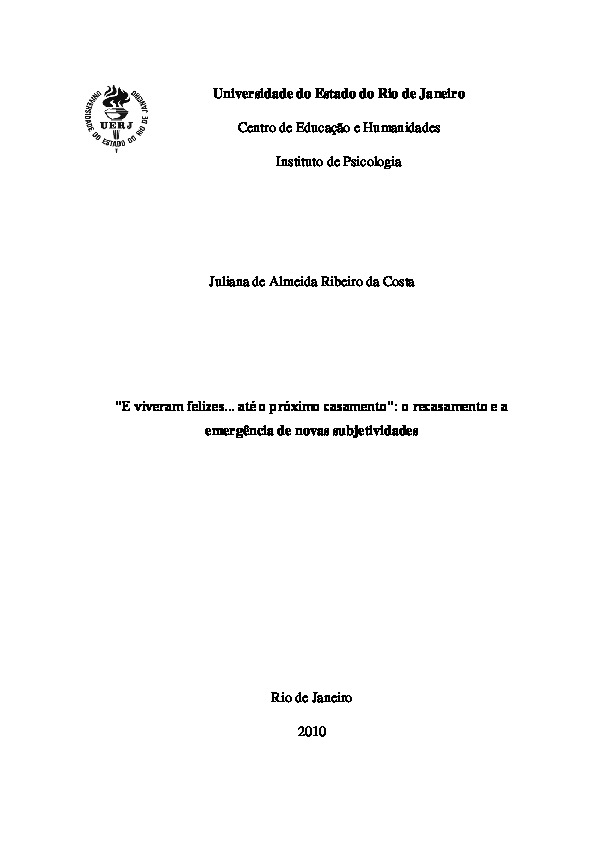 Universidade do Estado do Rio de Janeiro
Centro de Educação e Humanidades
Instituto de Psicologia
UNIVERSIDADE DO ESTADO DO RIO DE JANEIRO
UERJ
Juliana de Almeida Ribeiro da Costa
"E viveram felizes... até o próximo casamento": o recasamento e a
emergência de novas subjetividades
Rio de Janeiro
2010